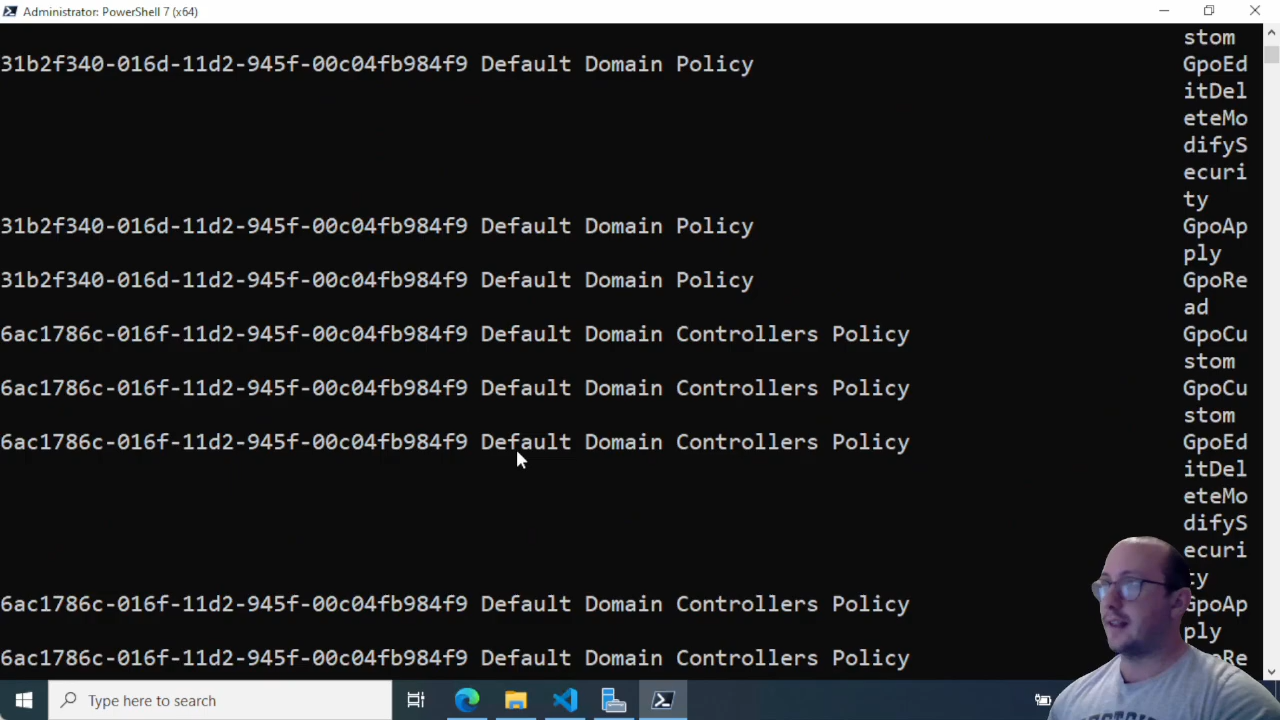 Administrator: PowerShell 7 (x64)
stom
31b2f340-016d-11d2-945f-00c04fb984f9 Default Domain Policy GpoEd
itDel
eteMo
difyS
ecuri
ty
31b2f340-016d-11d2-945f-00c04fb984f9 Default Domain Policy GpoAp
ply
31b2f340-016d-11d2-945f-00c04fb984f9 Default Domain Policy GpoRe
ad
6ac1786c-016f-11d2-945f-00c04fb984f9 Default Domain Controllers Policy GpoCu
stom
6ac1786c-016f-11d2-945f-00c04fb984f9 Default Domain Controllers Policy GpoCu
stom
6ac1786c-016f-11d2-945f-00c04fb984f9 Default Domain Controllers Policy GpoEd
itDel
eteMo
difyS
ecuri
ty
6ac1786c-016f-11d2-945f-00c04fb984f9 Default Domain Controllers Policy GpoAp
ply
6ac1786c-016f-11d2-945f-00c04fb984f9 Default Domain Controllers Policy GpoRe
Type here to search